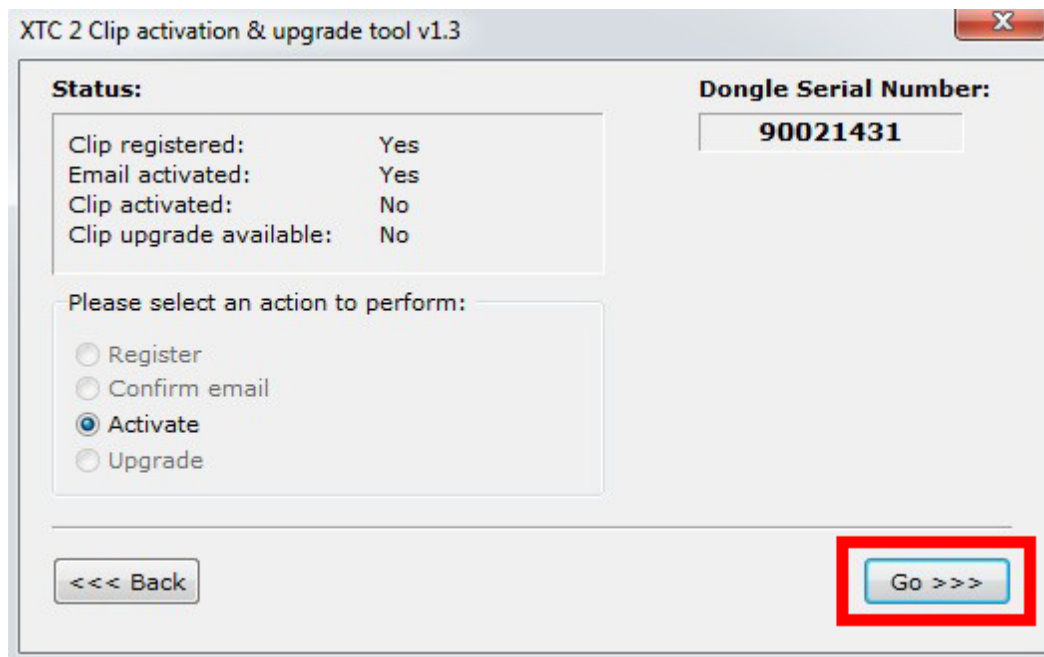 XTC 2 Clip activation & upgrade tool v1.3
Status:
Clip registered: Yes
Email activated: Yes
Clip activated: No
Clip upgrade available: No
Dongle Serial Number:
90021431
Please select an action to perform:
Register
Confirm email
Activate
Upgrade
<<< Back
Go >>>